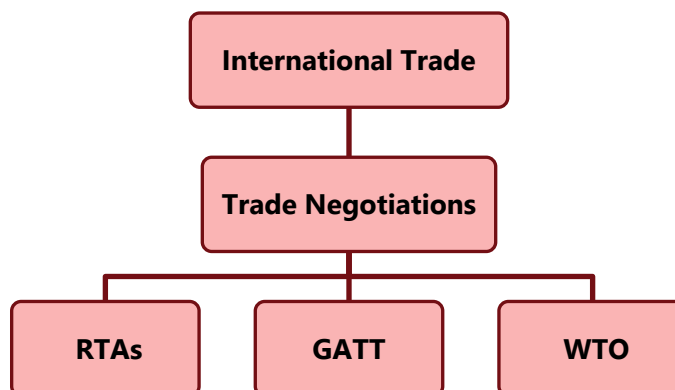 International Trade
Trade Negotiations
RTAs
GATT
WTO